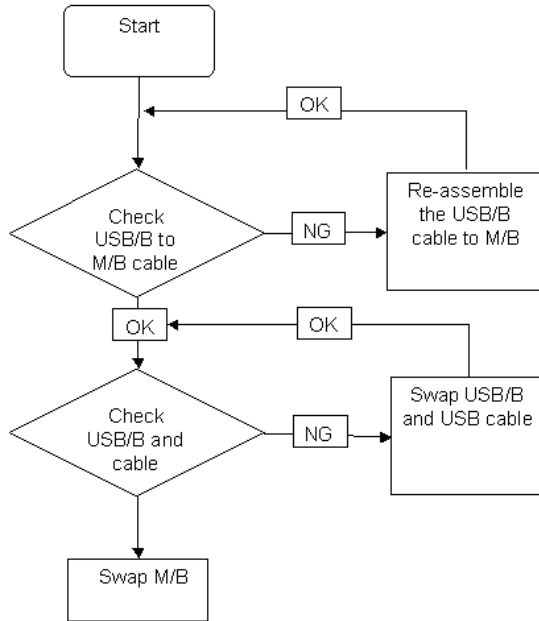 Start
OK
Check
USB/B to
M/B cable
NG
Re-assemble
the USB/B
cable to M/B
OK
OK
Check
USB/B and
cable
NG
Swap USB/B
and USB cable
Swap M/B